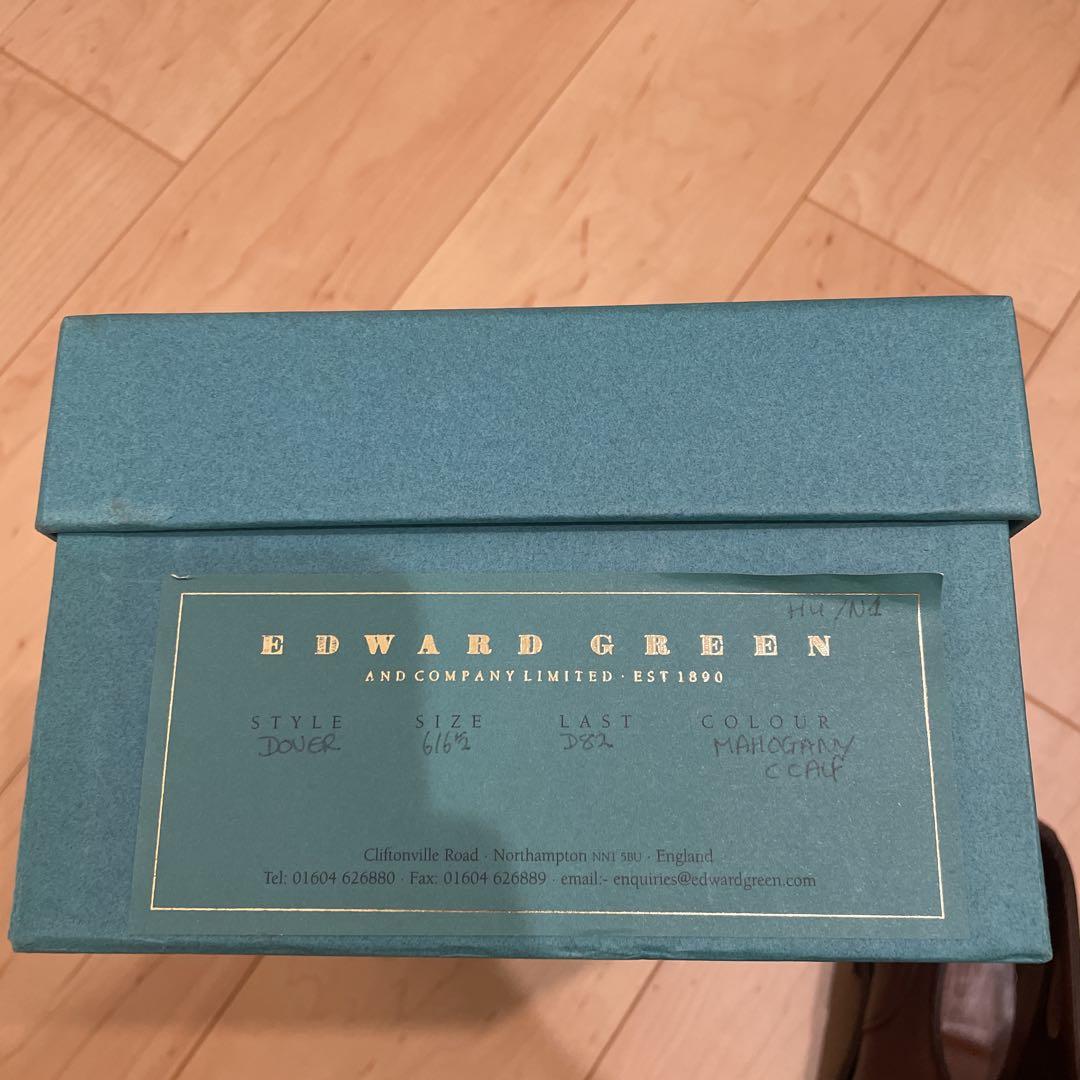 H4/N1
EDWARD GREEN
AND COMPANY LIMITED · EST 1890
STYLE SIZE LAST COLOUR
DOVER 6/6½ D82 MAHOGANY
C CALF
Cliftonville Road · Northampton NN1 5BU · England
Tel: 01604 626880 · Fax: 01604 626889 · email:- enquiries@edwardgreen.com